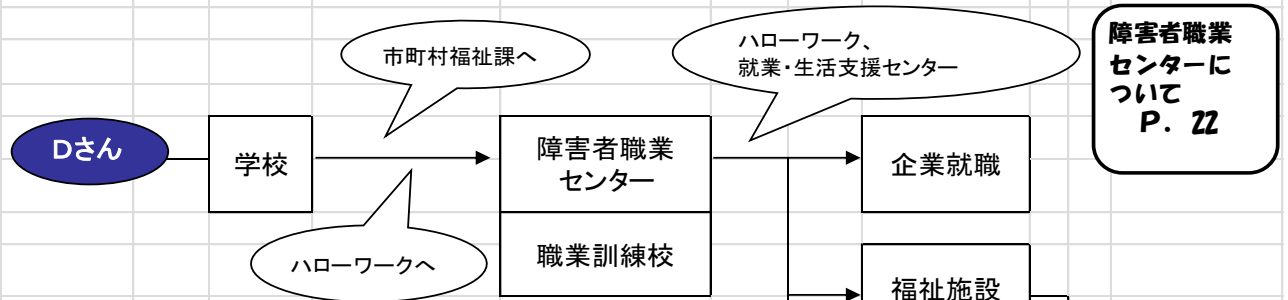 市町村福祉課へ
ハローワーク、
就業・生活支援センター
障害者職業
センターに
ついて
P. 22
Dさん
学校
障害者職業
センター
企業就職
ハローワークへ
職業訓練校
福祉施設